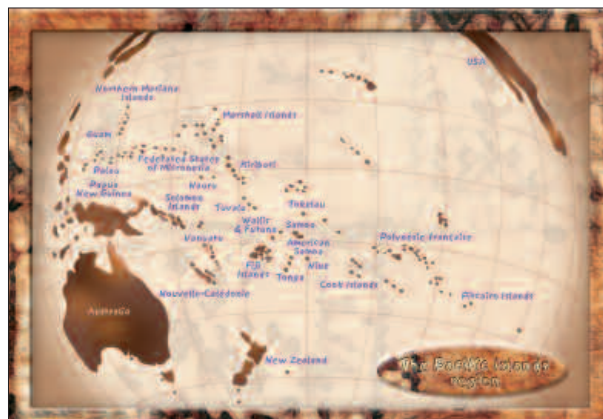 USA
Northern Mariana
Islands
Guam
Marshall Islands
Palau
Federated States
of Micronesia
Kiribati
Papua
New Guinea
Nauru
Solomon
Islands
Tuvalu
Tokelau
Wallis
& Futuna
Samoa
Vanuatu
American
Samoa
Polynésie française
Fiji
Islands
Niue
Tonga
Cook Islands
Nouvelle-Calédonie
Pitcairn Islands
Australia
New Zealand
The Pacific Islands
region